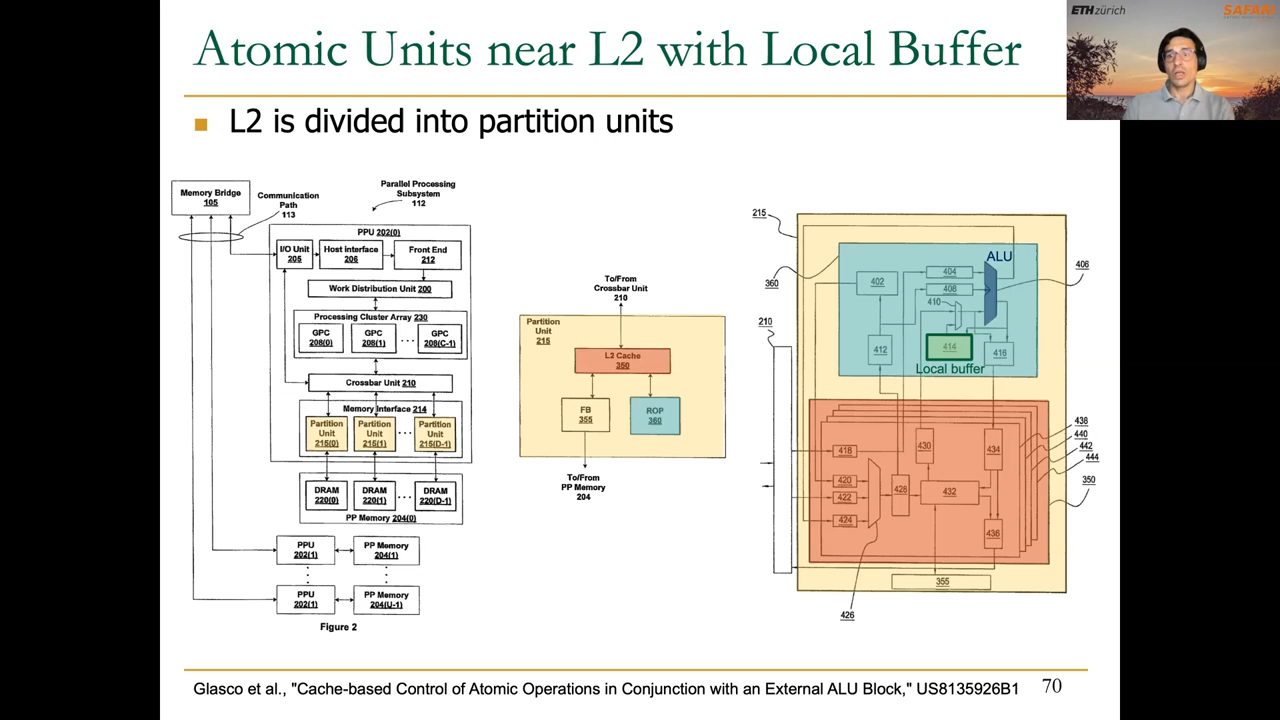 ETH zürich
SAFARI
Atomic Units near L2 with Local Buffer
L2 is divided into partition units
Memory Bridge
105
Communication
Path
113
Parallel Processing
Subsystem
112
PPU 202(0)
I/O Unit
205
Host Interface
206
Front End
212
Work Distribution Unit 200
Processing Cluster Array 230
GPC
208(0)
GPC
208(1)
. . .
GPC
208(C-1)
Crossbar Unit 210
Memory Interface 214
Partition
Unit
215(0)
Partition
Unit
215(1)
. . .
Partition
Unit
215(D-1)
DRAM
220(0)
DRAM
220(1)
. . .
DRAM
220(D-1)
PP Memory 204(0)
PPU
202(1)
PP Memory
204(1)
PPU
202(1)
PP Memory
204(U-1)
Figure 2
To/From
Crossbar Unit
210
Partition
Unit
215
L2 Cache
350
FB
355
ROP
360
To/From
PP Memory
204
215
360
210
ALU
406
402
404
408
410
412
414
416
Local buffer
438
440
442
444
350
418
420
422
424
428
430
432
434
436
355
426
Glasco et al., "Cache-based Control of Atomic Operations in Conjunction with an External ALU Block," US8135926B1
70